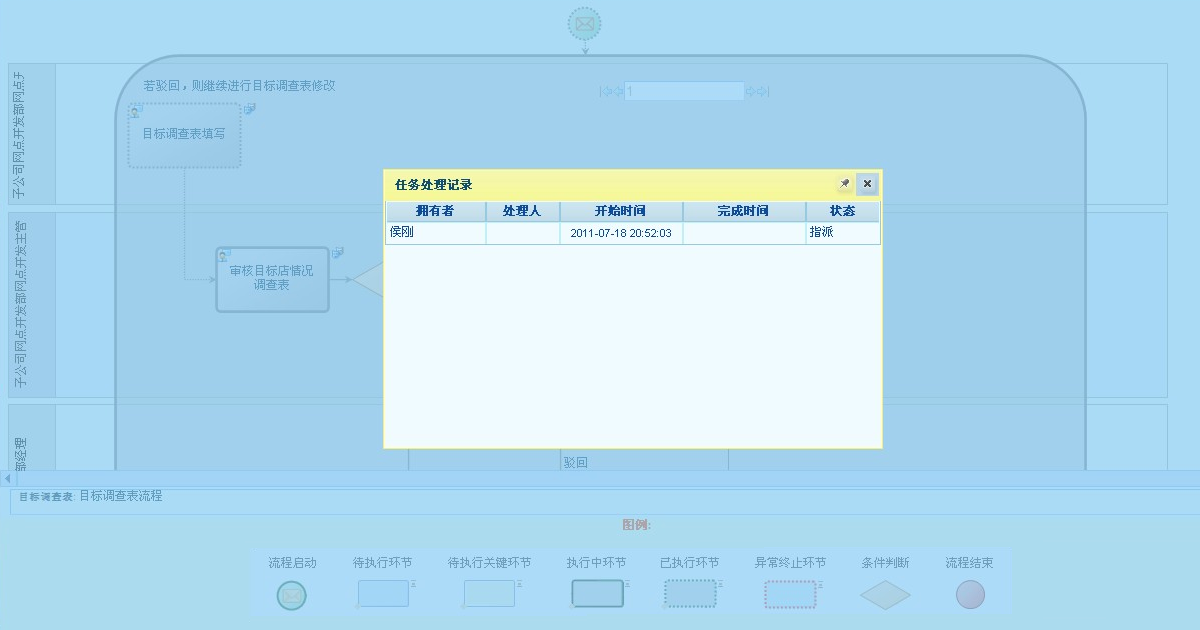 子公司网点开发部网点开
若驳回，则继续进行目标调查表修改
1
目标调查表填写
子公司网点开发部网点开发主管
审核目标店情况
调查表
任务处理记录
拥有者 处理人 开始时间 完成时间 状态
侯刚 2011-07-18 20:52:03 指派
部经理
驳回
目标调查表: 目标调查表流程
图例:
流程启动 待执行环节 待执行关键环节 执行中环节 已执行环节 异常终止环节 条件判断 流程结束